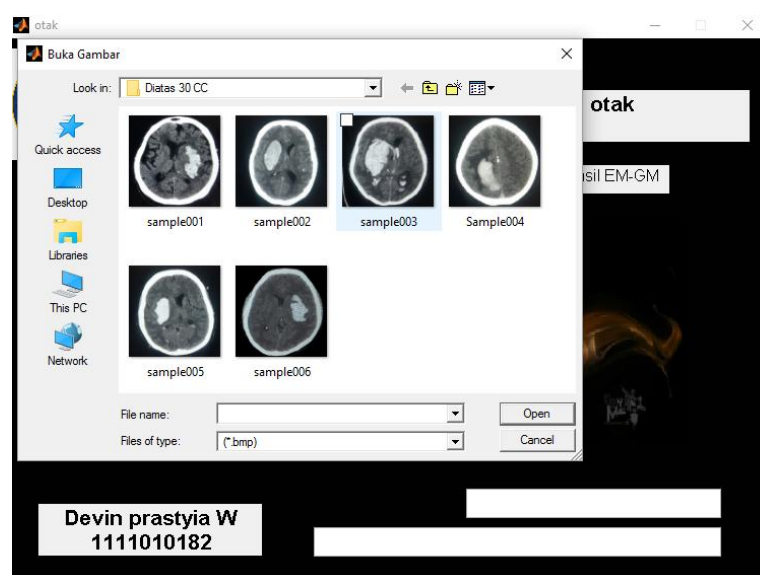 otak
Buka Gambar
Look in:
Diatas 30 CC
otak
Quick access
Desktop
Libraries
This PC
Network
sample001
sample002
sample003
Sample004
sample005
sample006
EM-GM
File name:
Open
Files of type:
(*.bmp)
Cancel
Devin prastyia W
1111010182